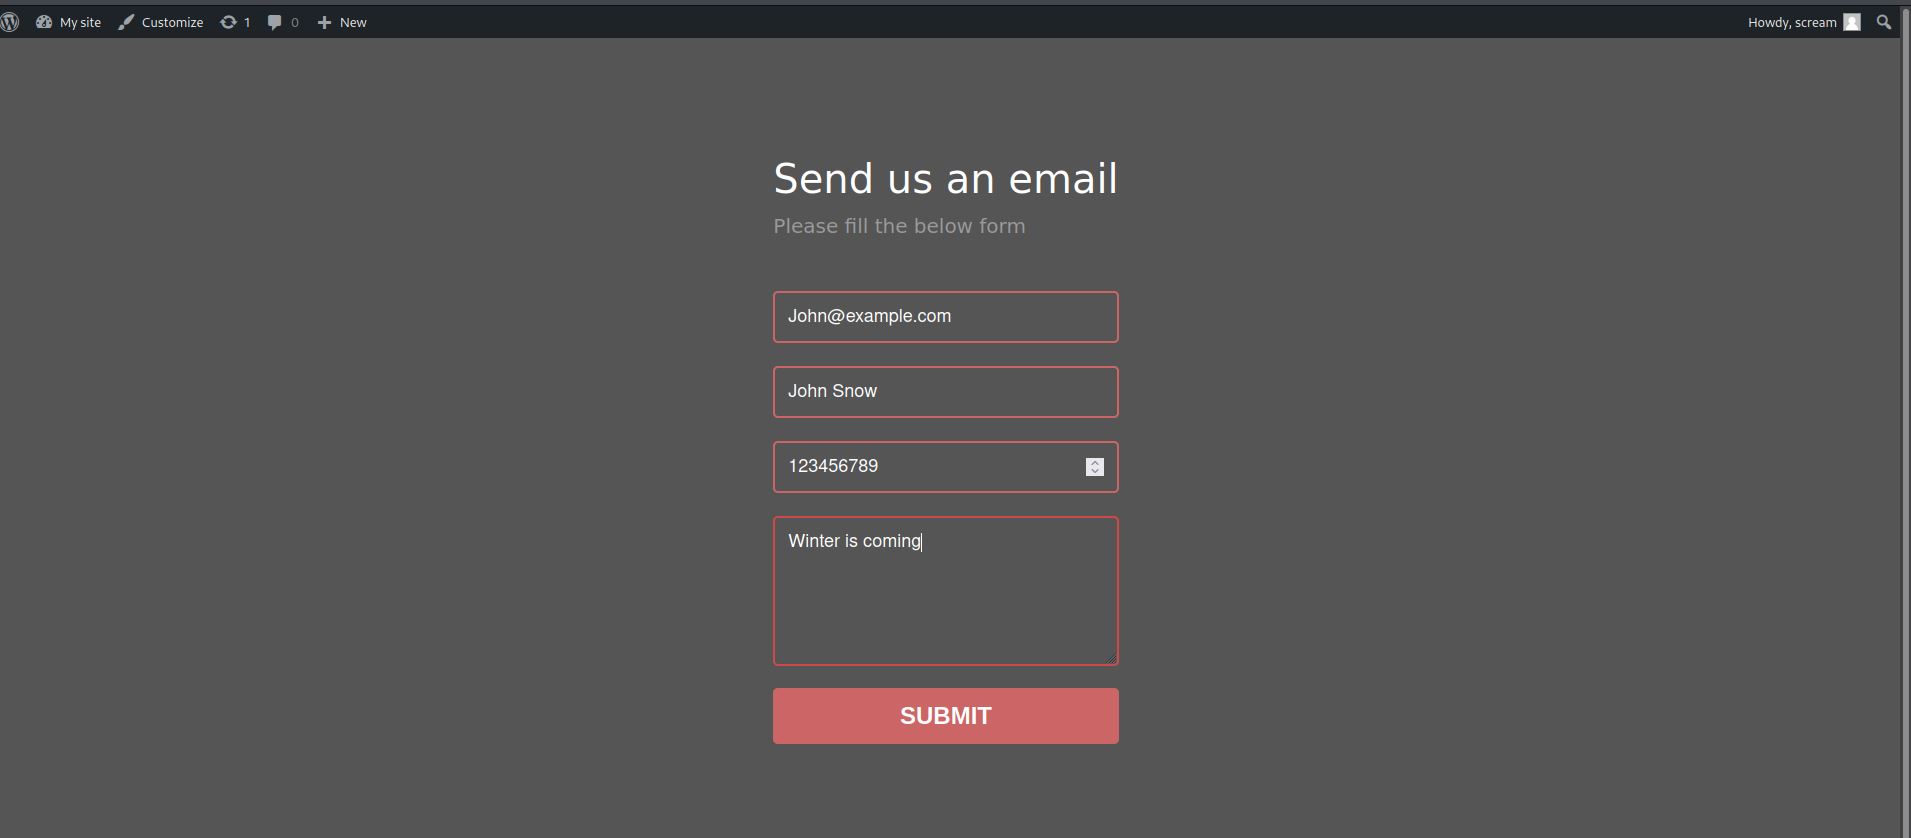 My site Customize 1 0 New Howdy, scream
Send us an email
Please fill the below form
John@example.com
John Snow
123456789
Winter is coming
SUBMIT